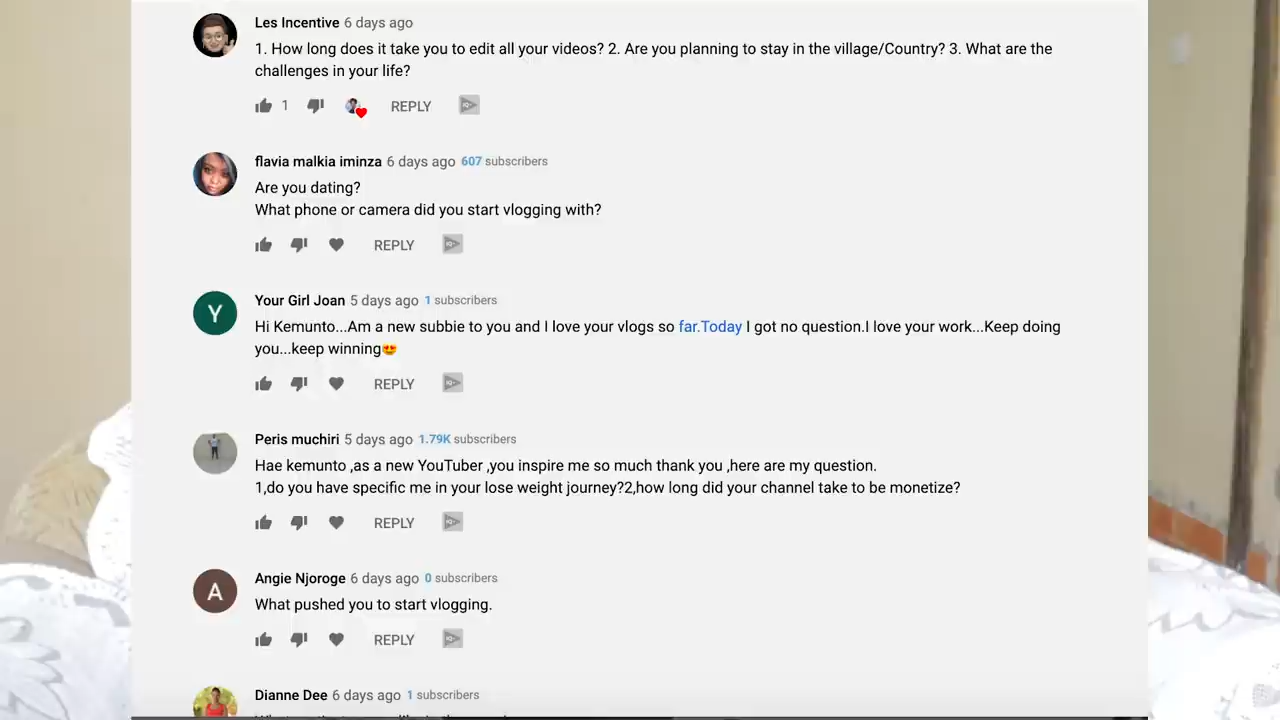 Les Incentive 6 days ago
1. How long does it take you to edit all your videos? 2. Are you planning to stay in the village/Country? 3. What are the
challenges in your life?
1 REPLY
flavia malkia iminza 6 days ago 607 subscribers
Are you dating?
What phone or camera did you start vlogging with?
REPLY
Y
Your Girl Joan 5 days ago 1 subscribers
Hi Kemunto...Am a new subbie to you and I love your vlogs so far.Today I got no question.I love your work...Keep doing
you...keep winning😍
REPLY
Peris muchiri 5 days ago 1.79K subscribers
Hae kemunto ,as a new YouTuber ,you inspire me so much thank you ,here are my question.
1,do you have specific me in your lose weight journey?2,how long did your channel take to be monetize?
REPLY
A
Angie Njoroge 6 days ago 0 subscribers
What pushed you to start vlogging.
REPLY
Dianne Dee 6 days ago 1 subscribers